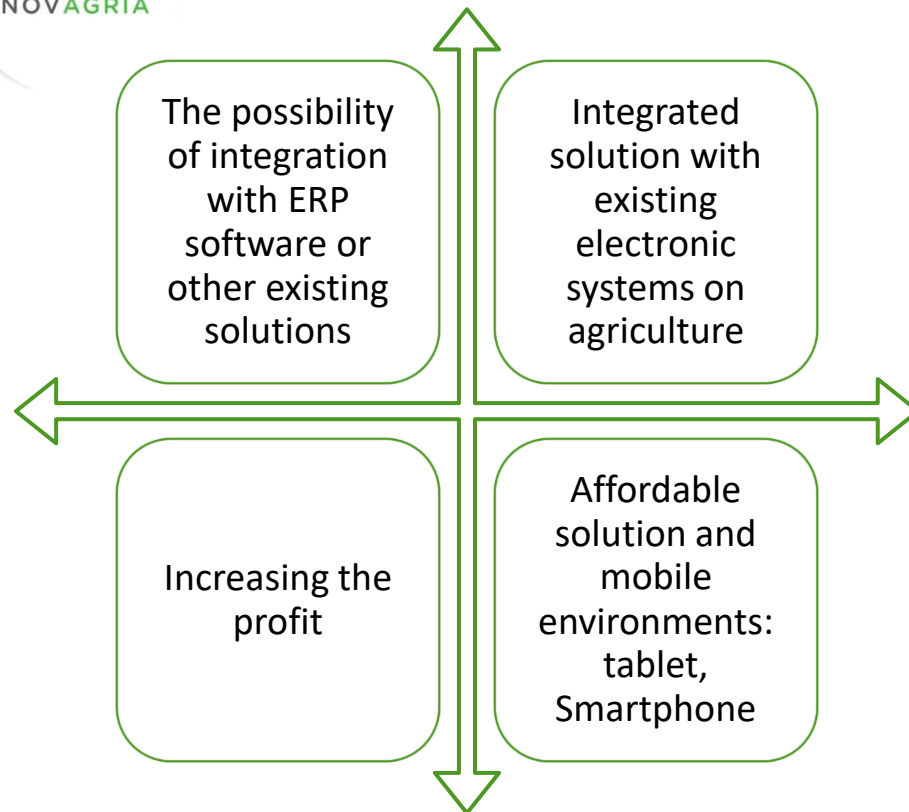 NOVAGRIA
The possibility
of integration
with ERP
software or
other existing
solutions
Integrated
solution with
existing
electronic
systems on
agriculture
Increasing the
profit
Affordable
solution and
mobile
environments:
tablet,
Smartphone